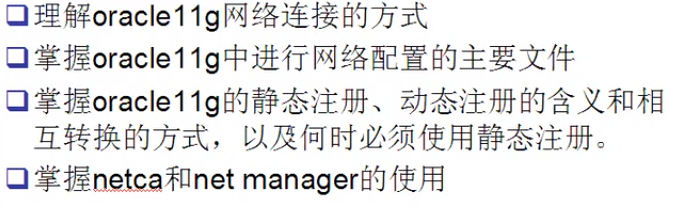 理解oracle11g网络连接的方式
掌握oracle11g中进行网络配置的主要文件
掌握oracle11g的静态注册、动态注册的含义和相
互转换的方式，以及何时必须使用静态注册。
掌握netca和net manager的使用